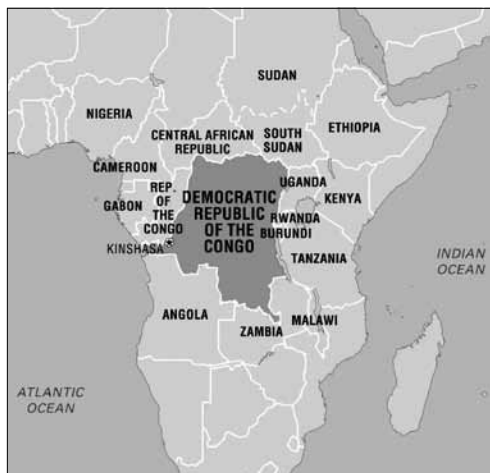 SUDAN
NIGERIA
ETHIOPIA
CENTRAL AFRICAN
REPUBLIC
SOUTH
SUDAN
CAMEROON
UGANDA
KENYA
GABON
REP.
OF
THE
CONGO
DEMOCRATIC
REPUBLIC
OF THE
CONGO
RWANDA
BURUNDI
KINSHASA
TANZANIA
INDIAN
OCEAN
ANGOLA
MALAWI
ZAMBIA
ATLANTIC
OCEAN